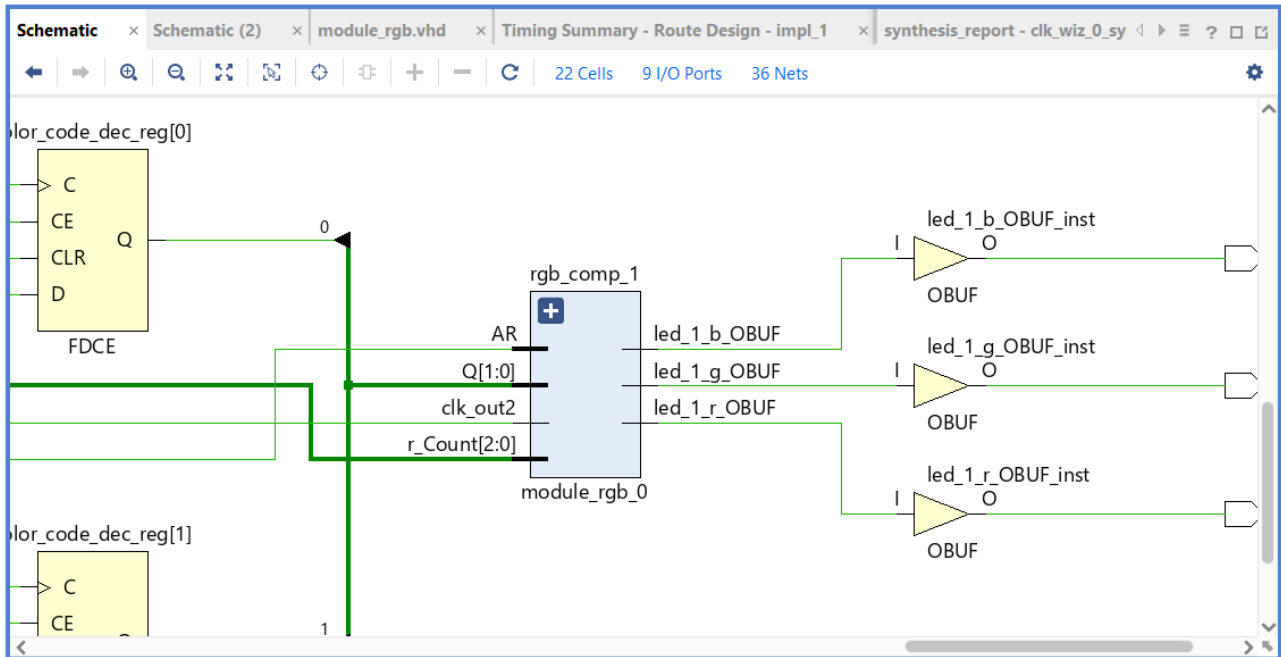 Schematic × Schematic (2) × module_rgb.vhd × Timing Summary - Route Design - impl_1 × synthesis_report - clk_wiz_0_sy
22 Cells 9 I/O Ports 36 Nets
lor_code_dec_reg[0]
C
CE
CLR
D
Q
FDCE
0
rgb_comp_1
AR
Q[1:0]
clk_out2
r_Count[2:0]
module_rgb_0
led_1_b_OBUF
led_1_g_OBUF
led_1_r_OBUF
led_1_b_OBUF_inst
I O
OBUF
led_1_g_OBUF_inst
I O
OBUF
led_1_r_OBUF_inst
I O
OBUF
lor_code_dec_reg[1]
C
CE
1